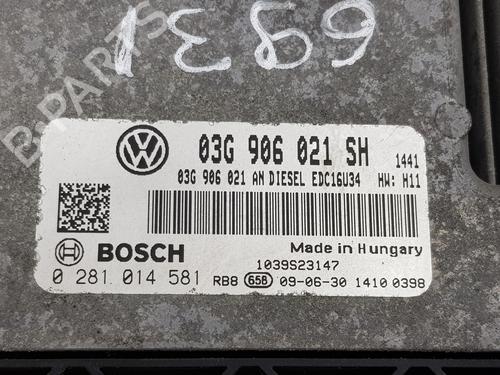 6931
03G 906 021 SH 1441
03G 906 021 AN DIESEL EDC16U34 HW: H11
BOSCH
Made in Hungary
1039S23147
0 281 014 581 RB8 658 09-06-30 1410 0398
B-PARTS